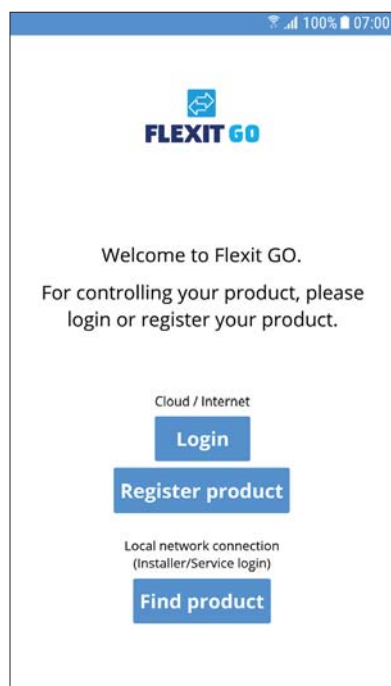 100% 07:00
FLEXIT GO
Welcome to Flexit GO.
For controlling your product, please
login or register your product.
Cloud / Internet
Login
Register product
Local network connection
(Installer/Service login)
Find product